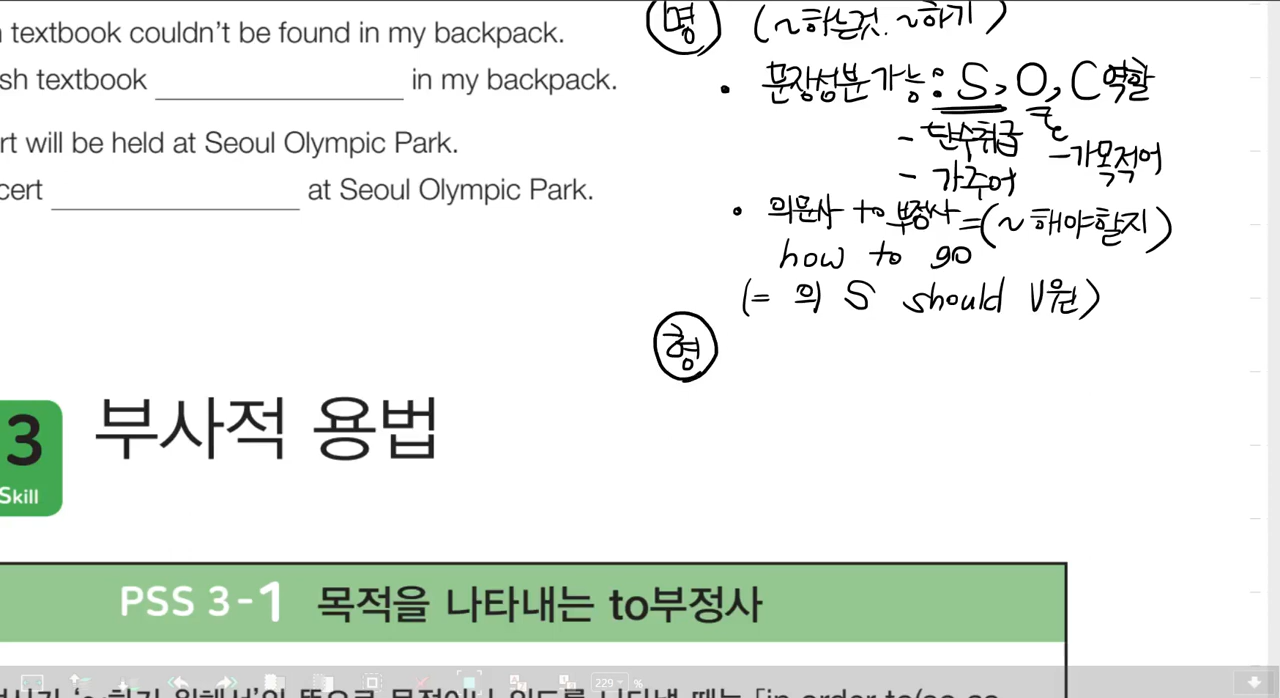 textbook couldn't be found in my backpack.
sh textbook in my backpack.
rt will be held at Seoul Olympic Park.
cert at Seoul Olympic Park.
명 (~하는것. ~하기)
• 문장성분가능: S, O, C역할
- 단수취급
- 가목적어
- 가주어
• 의문사 to 부정사 = (~해야할지)
how to go
(= 의 S should V원)
형
3 부사적 용법
Skill
PSS 3-1 목적을 나타내는 to부정사
229 %